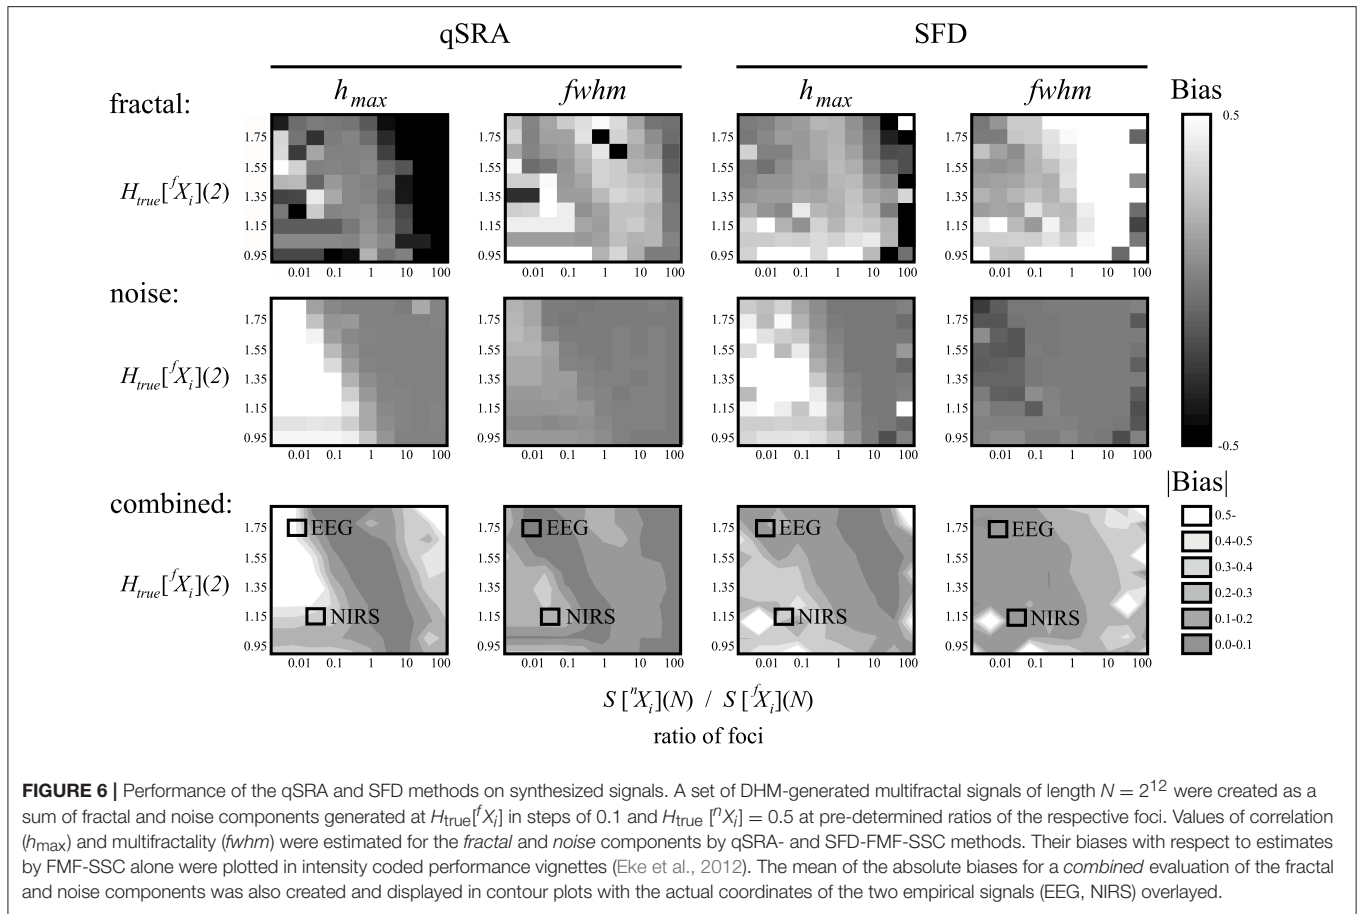 qSRA SFD
h_max fwhm h_max fwhm Bias
fractal:
H_true[^fX_i](2)
1.75 1.55 1.35 1.15 0.95
0.01 0.1 1 10 100
1.75 1.55 1.35 1.15 0.95
0.01 0.1 1 10 100
1.75 1.55 1.35 1.15 0.95
0.01 0.1 1 10 100
1.75 1.55 1.35 1.15 0.95
0.01 0.1 1 10 100
0.5
-0.5
noise:
H_true[^fX_i](2)
1.75 1.55 1.35 1.15 0.95
0.01 0.1 1 10 100
1.75 1.55 1.35 1.15 0.95
0.01 0.1 1 10 100
1.75 1.55 1.35 1.15 0.95
0.01 0.1 1 10 100
1.75 1.55 1.35 1.15 0.95
0.01 0.1 1 10 100
combined:
H_true[^fX_i](2)
1.75 1.55 1.35 1.15 0.95
EEG
NIRS
0.01 0.1 1 10 100
1.75 1.55 1.35 1.15 0.95
EEG
NIRS
0.01 0.1 1 10 100
1.75 1.55 1.35 1.15 0.95
EEG
NIRS
0.01 0.1 1 10 100
1.75 1.55 1.35 1.15 0.95
EEG
NIRS
0.01 0.1 1 10 100
|Bias|
0.5-
0.4-0.5
0.3-0.4
0.2-0.3
0.1-0.2
0.0-0.1
S[^nX_i](N) / S[^fX_i](N)
ratio of foci
FIGURE 6 | Performance of the qSRA and SFD methods on synthesized signals. A set of DHM-generated multifractal signals of length N = 2^12 were created as a
sum of fractal and noise components generated at H_true[^fX_i] in steps of 0.1 and H_true [^nX_i] = 0.5 at pre-determined ratios of the respective foci. Values of correlation
(h_max) and multifractality (fwhm) were estimated for the fractal and noise components by qSRA- and SFD-FMF-SSC methods. Their biases with respect to estimates
by FMF-SSC alone were plotted in intensity coded performance vignettes (Eke et al., 2012). The mean of the absolute biases for a combined evaluation of the fractal
and noise components was also created and displayed in contour plots with the actual coordinates of the two empirical signals (EEG, NIRS) overlayed.